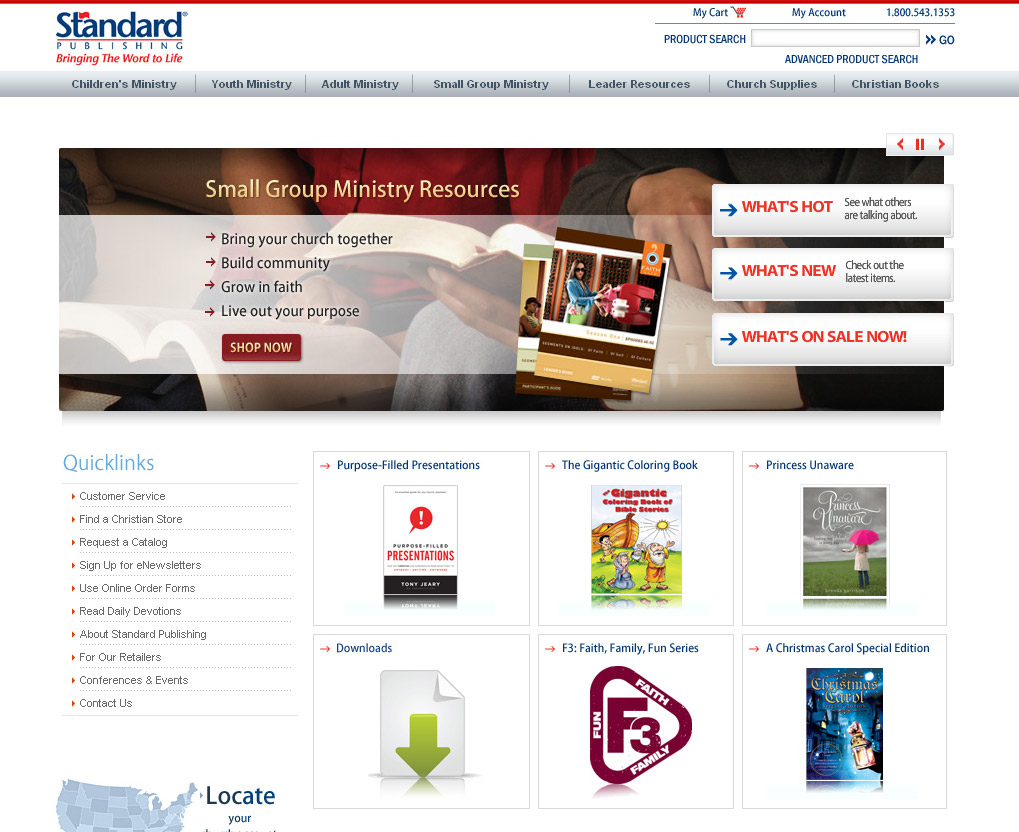 Standard®
PUBLISHING
Bringing The Word to Life
My Cart
My Account
1.800.543.1353
PRODUCT SEARCH
GO
ADVANCED PRODUCT SEARCH
Children's Ministry
Youth Ministry
Adult Ministry
Small Group Ministry
Leader Resources
Church Supplies
Christian Books
Small Group Ministry Resources
Bring your church together
Build community
Grow in faith
Live out your purpose
SHOP NOW
FAITH
PARTICIPANT'S GUIDE
LEADER'S GUIDE
WHAT'S HOT
See what others
are talking about.
WHAT'S NEW
Check out the
latest items.
WHAT'S ON SALE NOW!
Quicklinks
Customer Service
Find a Christian Store
Request a Catalog
Sign Up for eNewsletters
Use Online Order Forms
Read Daily Devotions
About Standard Publishing
For Our Retailers
Conferences & Events
Contact Us
Locate
your
Purpose-Filled Presentations
PURPOSE-FILLED
PRESENTATIONS
TONY JEARY
The Gigantic Coloring Book
Gigantic
Coloring Book of
Bible Stories
Princess Unaware
Princess
Unaware
Downloads
F3: Faith, Family, Fun Series
FUN
FAITH
F3
FAMILY
A Christmas Carol Special Edition
Christmas
Carol